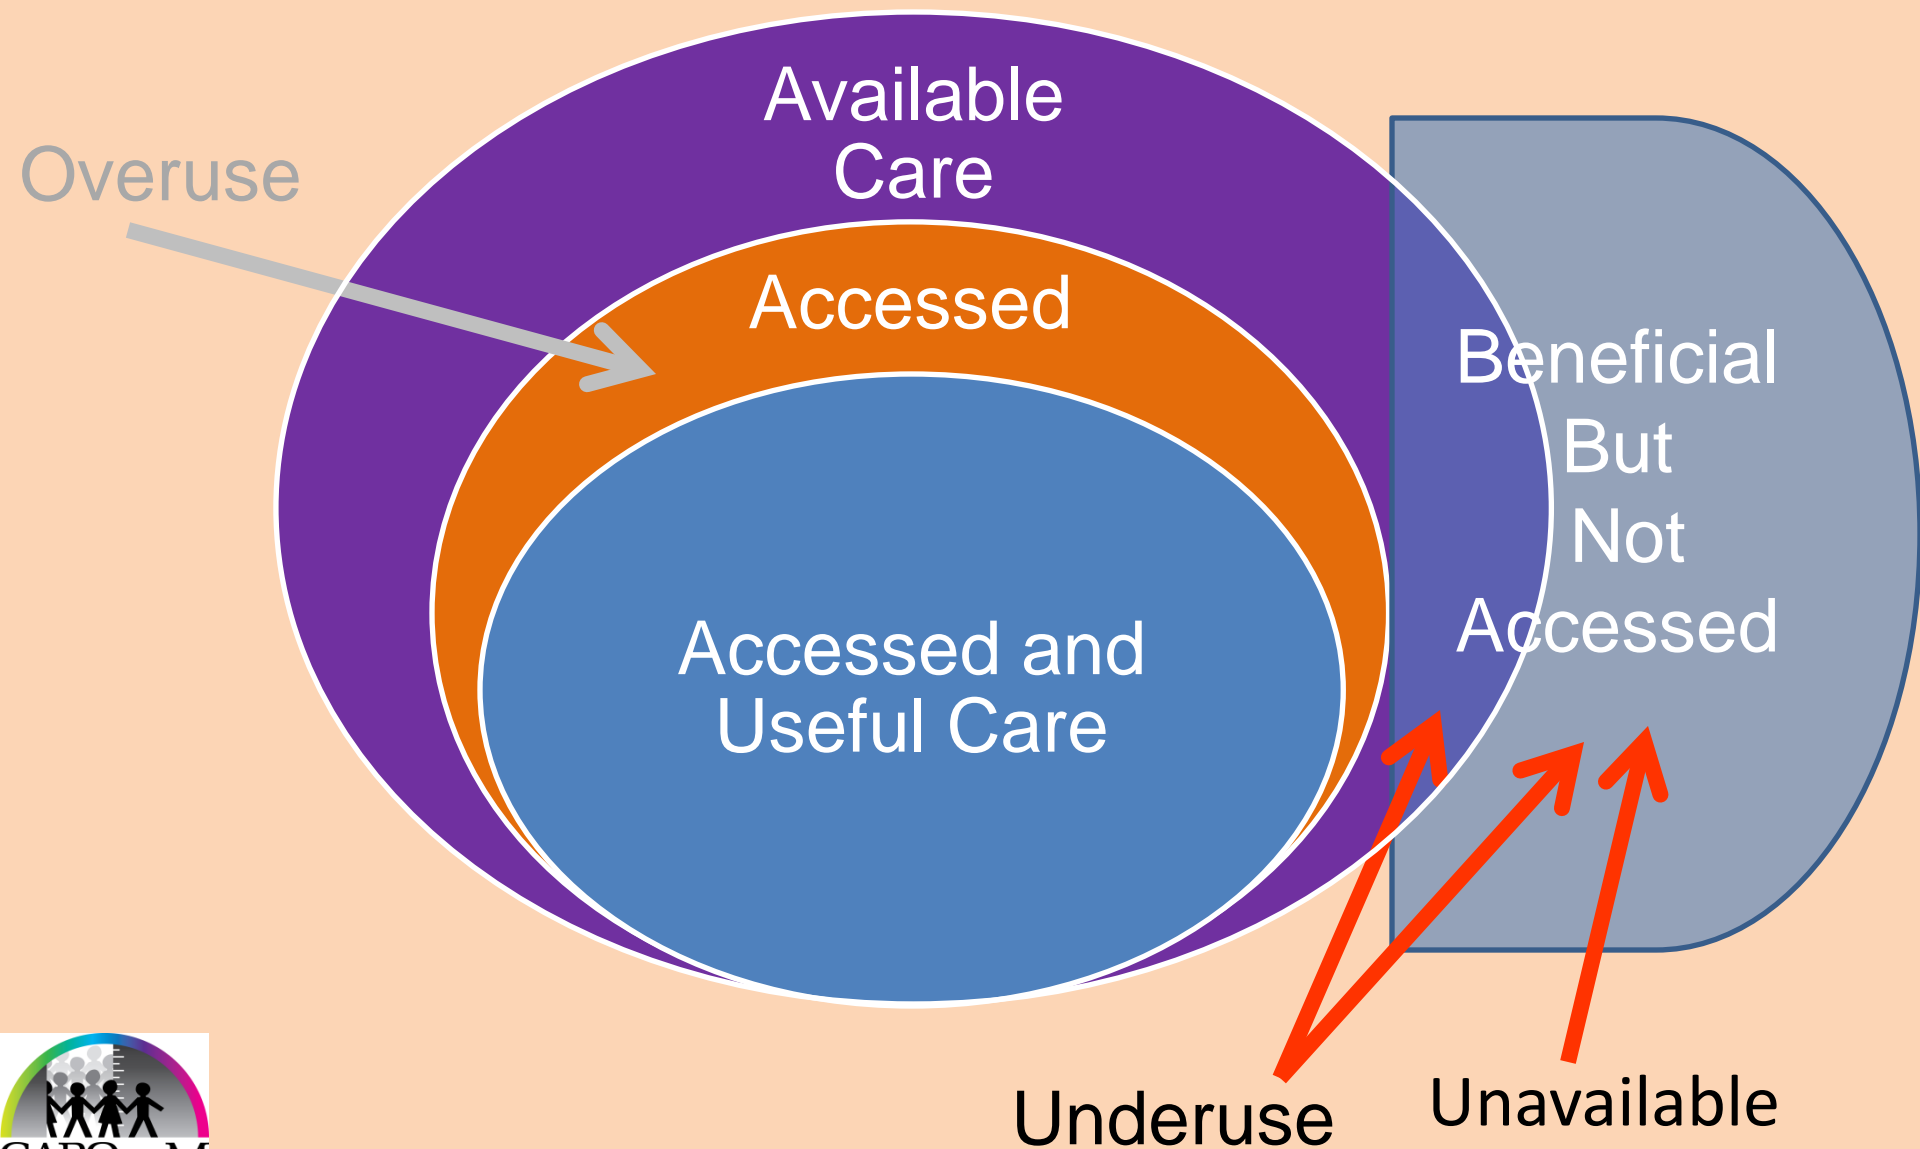 Available
Care
Overuse
Accessed
Beneficial
But
Not
Accessed
Accessed and
Useful Care
Underuse
Unavailable